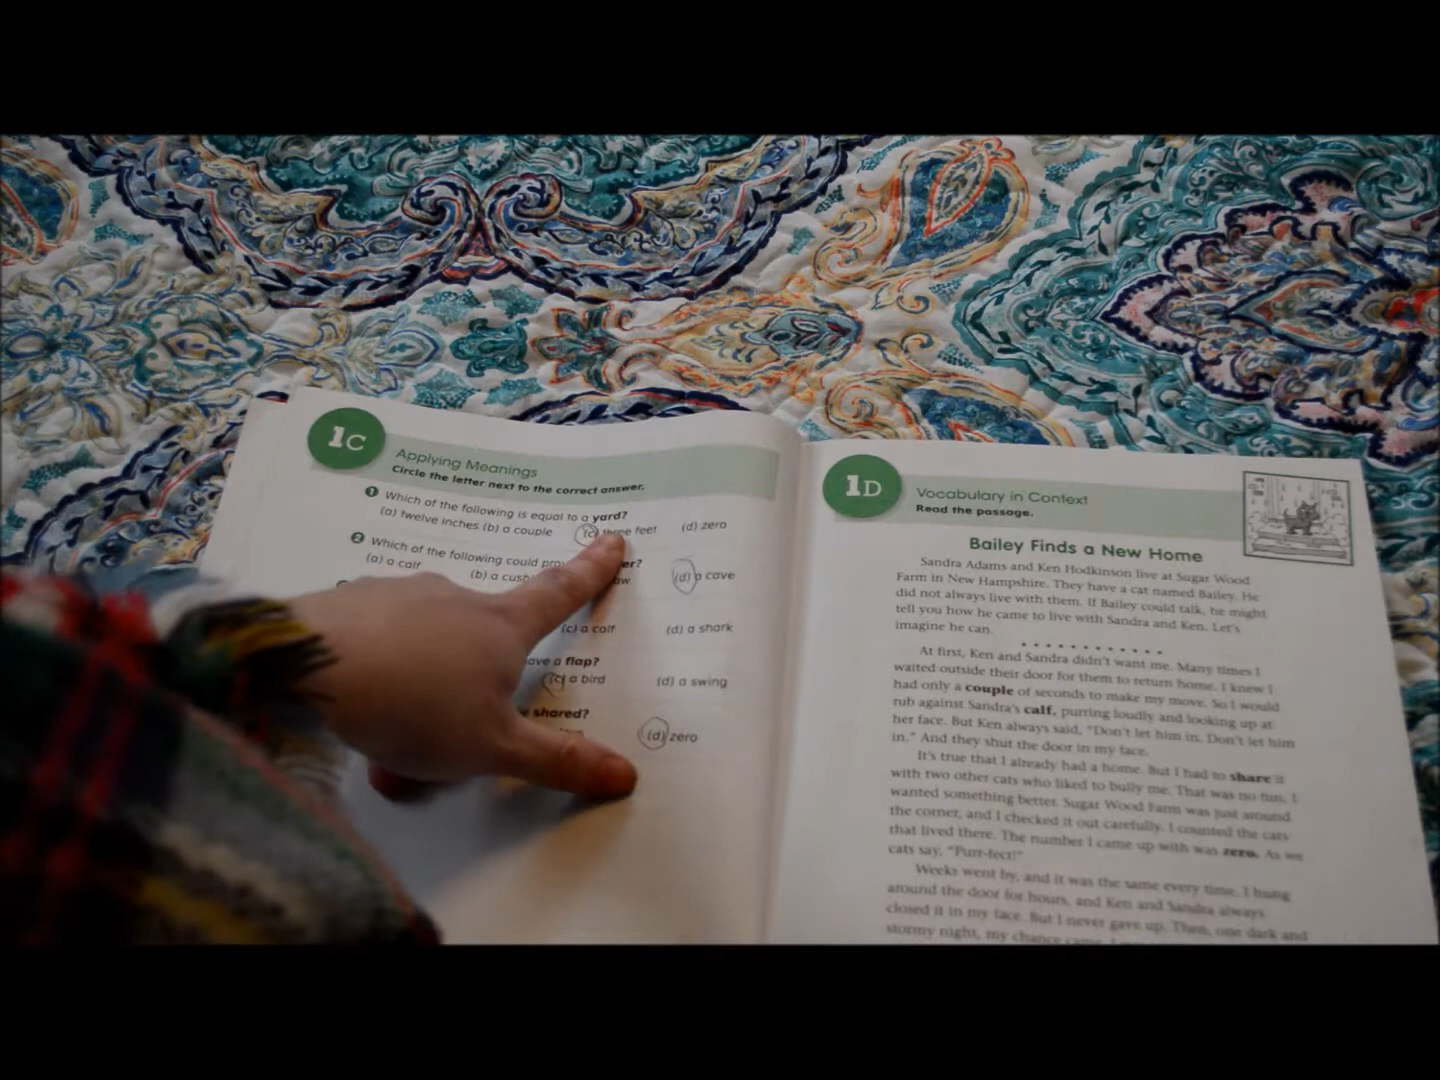 1C
Applying Meanings
Circle the letter next to the correct answer.
1 Which of the following is equal to a yard?
(a) twelve inches (b) a couple (c) three feet (d) zero
2 Which of the following could
(a) a calf (b) a (d) a cave
(c) a calf (d) a shark
a flap?
(c) a bird (d) a swing
shared?
(d) zero
1D
Vocabulary in Context
Read the passage.
Bailey Finds a New Home
Sandra Adams and Ken Hodkinson live at Sugar Wood
Farm in New Hampshire. They have a cat named Bailey. He
did not always live with them. If Bailey could talk, he might
tell you how he came to live with Sandra and Ken. Let's
imagine he can.
At first, Ken and Sandra didn't want me. Many times I
waited outside their door for them to return home. I knew I
had only a couple of seconds to make my move. So I would
rub against Sandra's calf, purring loudly and looking up at
her face. But Ken always said, "Don't let him in. Don't let him
in." And they shut the door in my face.
It's true that I already had a home. But I had to share it
with two other cats who liked to bully me. That was no fun. I
wanted something better. Sugar Wood Farm was just around
the corner, and I checked it out carefully. I counted the cats
that lived there. The number I came up with was zero. As we
cats say, "Purr-fect!"
Weeks went by, and it was the same every time. I hung
around the door for hours, and Ken and Sandra always
closed it in my face. But I never gave up. Then, one dark and
stormy night, my chance came.